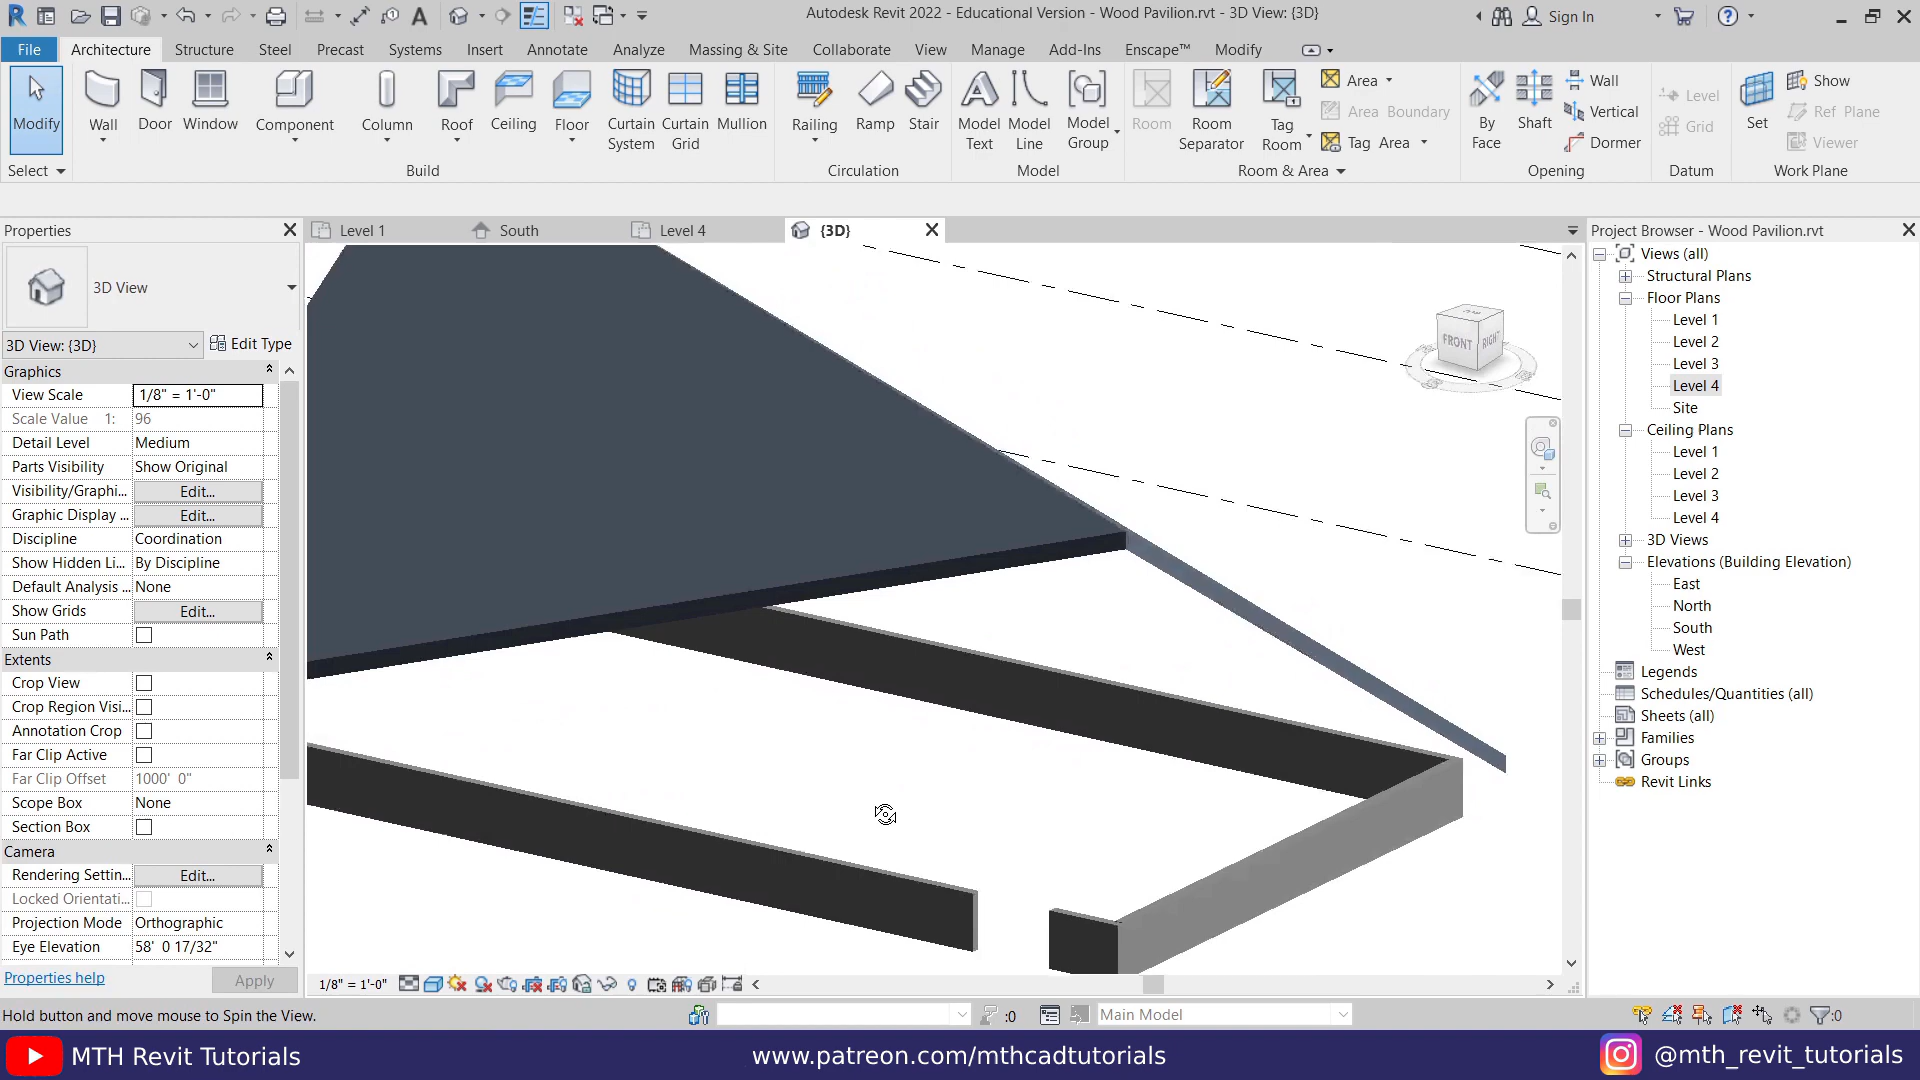 Autodesk Revit 2022 - Educational Version - Wood Pavilion.rvt - 3D View: {3D}
Sign In
File Architecture Structure Steel Precast Systems Insert Annotate Analyze Massing & Site Collaborate View Manage Add-Ins Enscape™ Modify
Modify
Wall
Door
Window
Component
Column
Roof
Ceiling
Floor
Curtain System
Curtain Grid
Mullion
Railing
Ramp
Stair
Model Text
Model Line
Model Group
Room
Room Separator
Tag Room
Area
Area Boundary
Tag Area
By Face
Shaft
Wall
Vertical
Dormer
Level
Grid
Set
Show
Ref Plane
Viewer
Select Build Circulation Model Room & Area Opening Datum Work Plane
Properties
Level 1
South
Level 4
{3D}
Project Browser - Wood Pavilion.rvt
3D View
3D View: {3D}
Edit Type
Graphics
View Scale 1/8" = 1'-0"
Scale Value 1: 96
Detail Level Medium
Parts Visibility Show Original
Visibility/Graphi... Edit...
Graphic Display ... Edit...
Discipline Coordination
Show Hidden Li... By Discipline
Default Analysis ... None
Show Grids Edit...
Sun Path
Extents
Crop View
Crop Region Visi...
Annotation Crop
Far Clip Active
Far Clip Offset 1000' 0"
Scope Box None
Section Box
Camera
Rendering Settin... Edit...
Locked Orientati...
Projection Mode Orthographic
Eye Elevation 58' 0 17/32"
Properties help
Apply
FRONT
RIGHT
Views (all)
Structural Plans
Floor Plans
Level 1
Level 2
Level 3
Level 4
Site
Ceiling Plans
Level 1
Level 2
Level 3
Level 4
3D Views
Elevations (Building Elevation)
East
North
South
West
Legends
Schedules/Quantities (all)
Sheets (all)
Families
Groups
Revit Links
1/8" = 1'-0"
Hold button and move mouse to Spin the View.
:0
Main Model
:0
MTH Revit Tutorials
www.patreon.com/mthcadtutorials
@mth_revit_tutorials